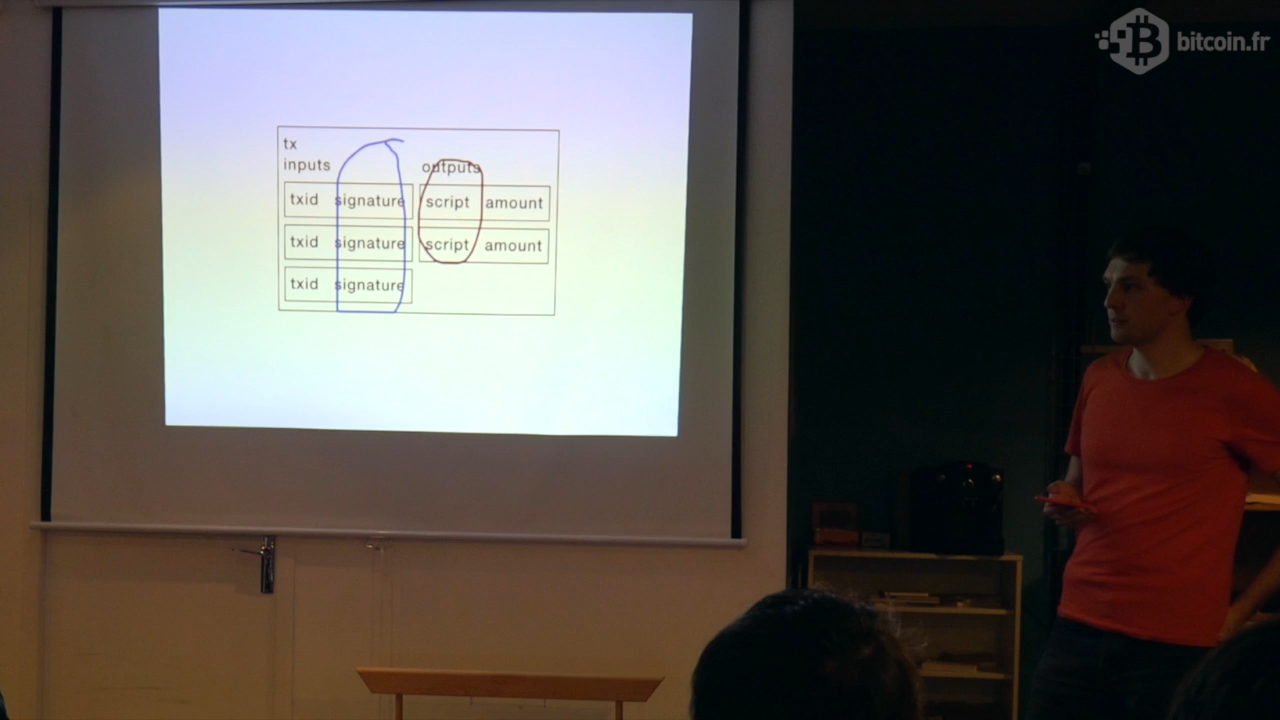 bitcoin.fr
tx
inputs outputs
txid signature script amount
txid signature script amount
txid signature